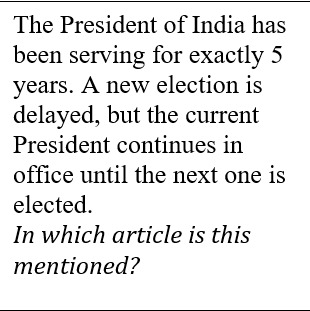 The President of India has
been serving for exactly 5
years. A new election is
delayed, but the current
President continues in
office until the next one is
elected.
In which article is this
mentioned?